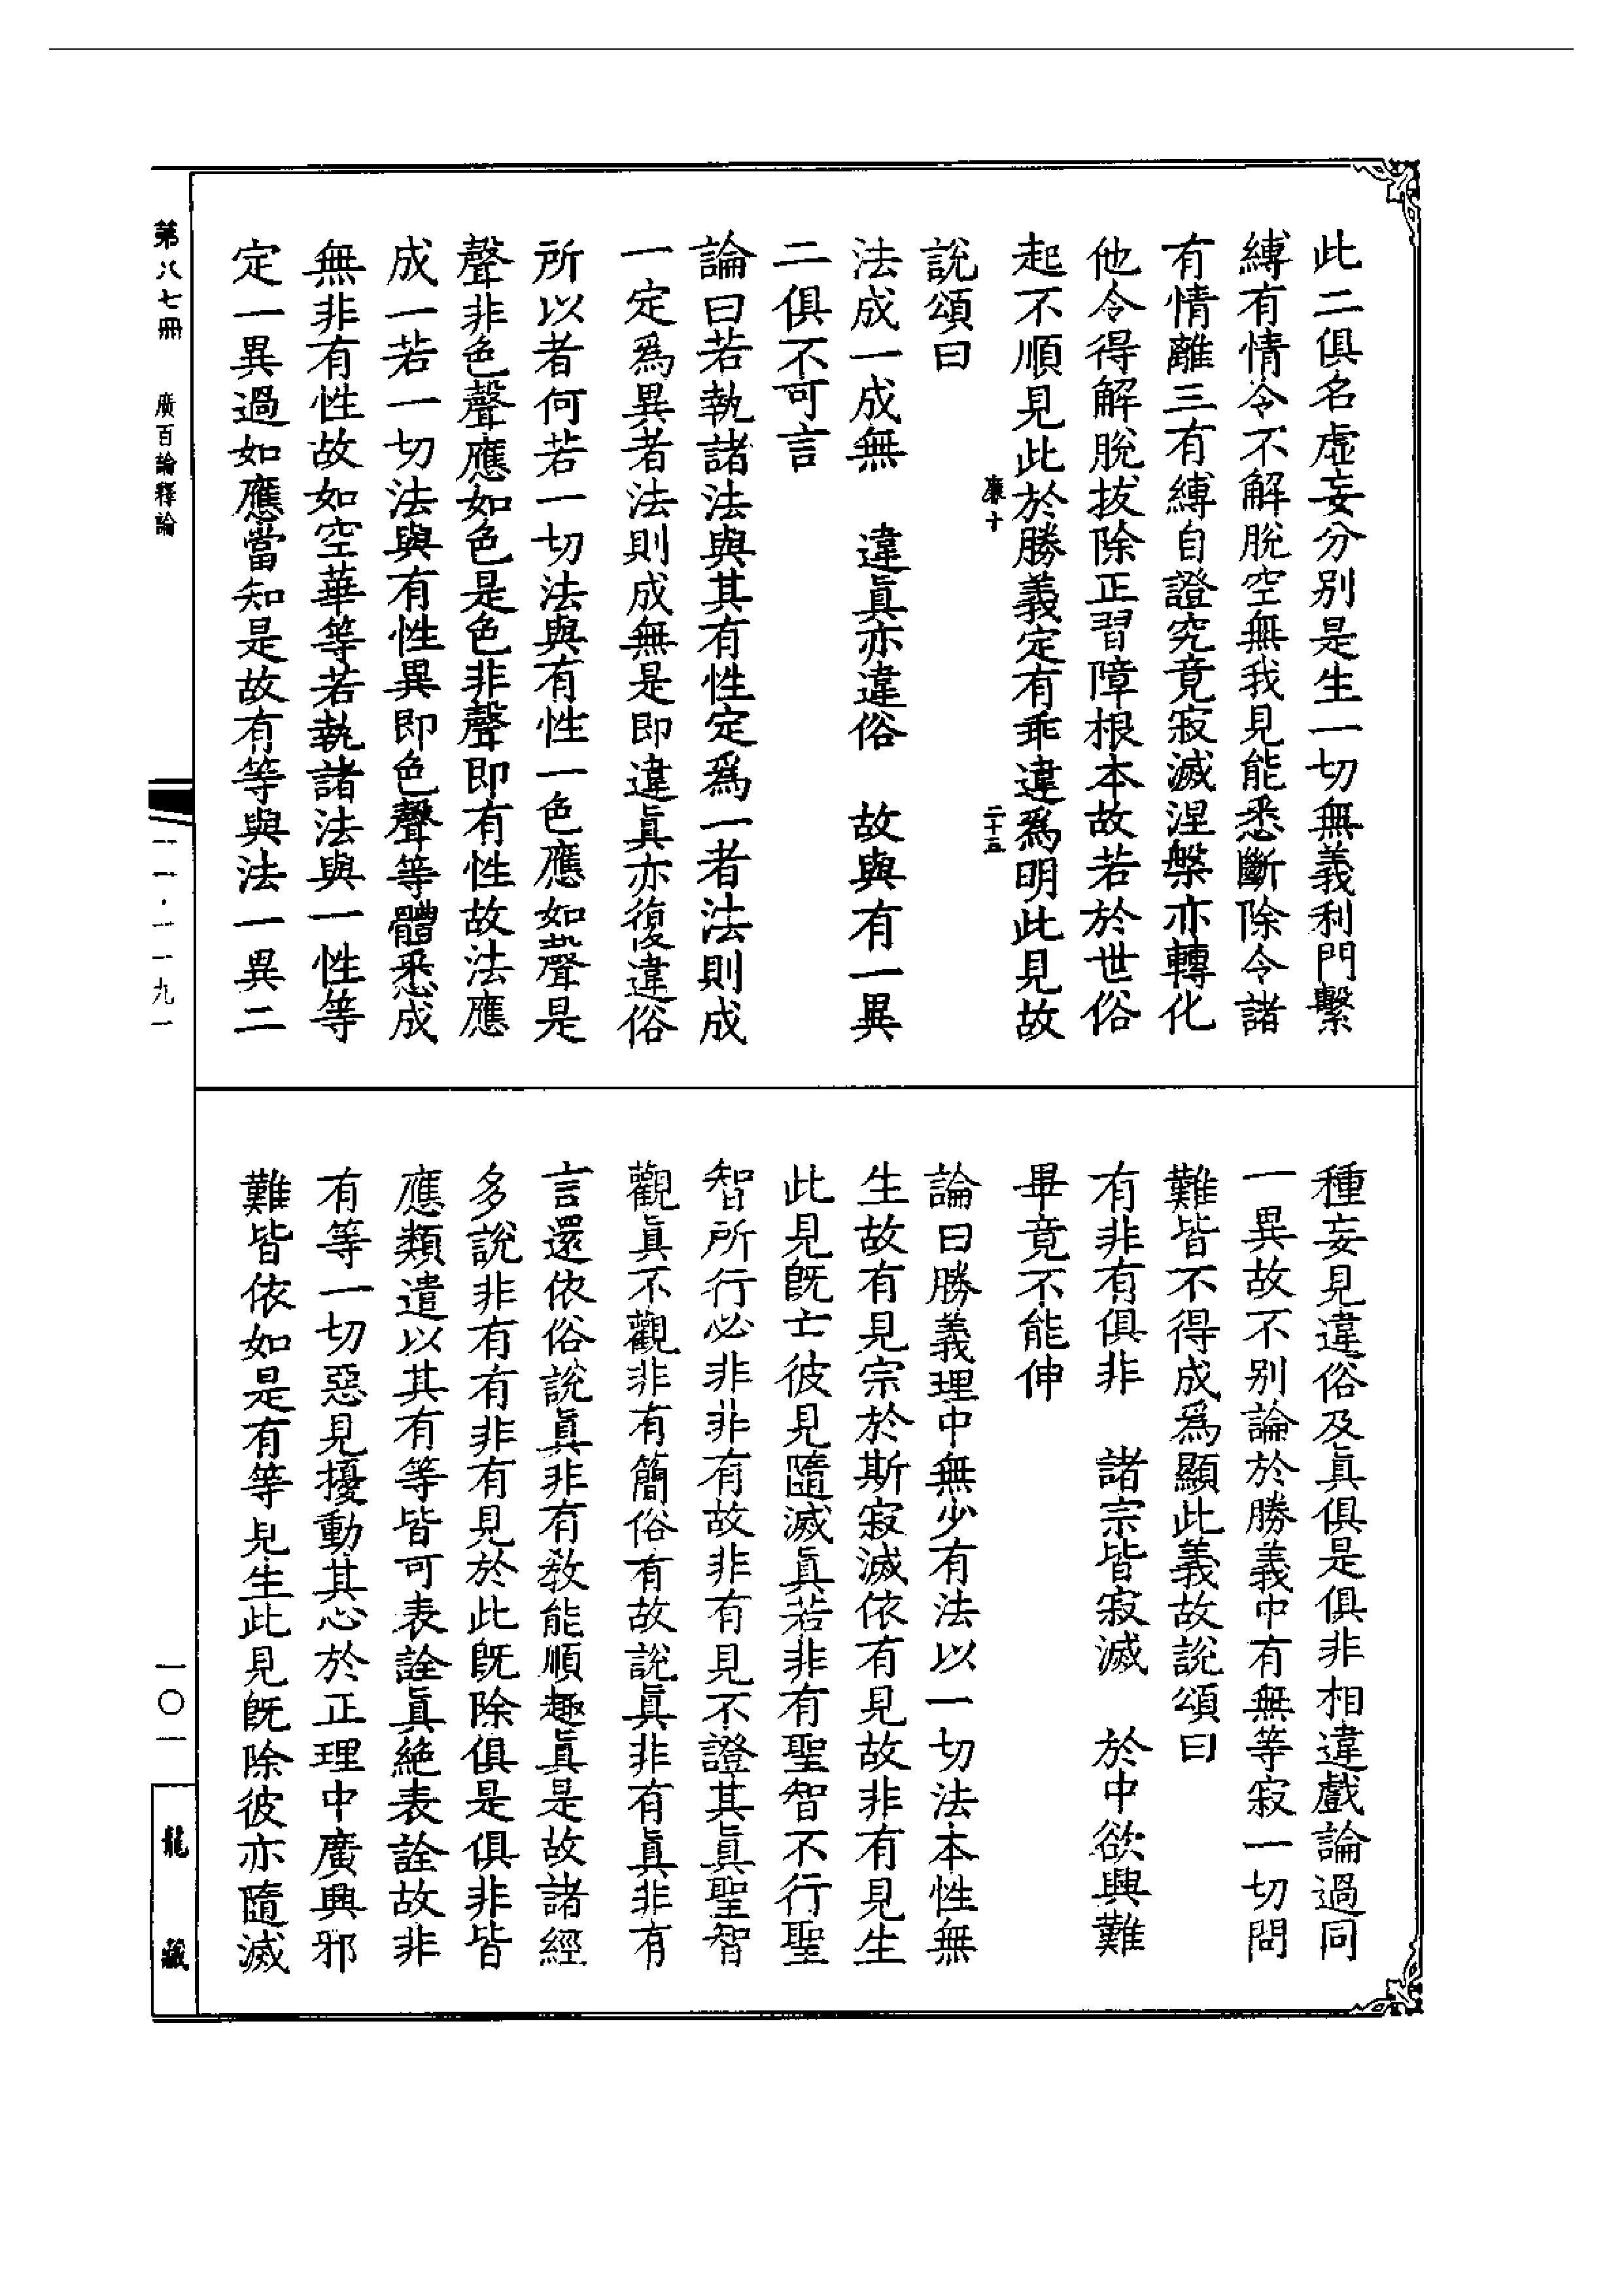 此二俱名虛妄分別是生一切無義利門繫
縛有情令不解脫空無我見能悉斷除令諸
有情離三有縛自證究竟寂滅涅槃亦轉化
他令得解脫拔除正習障根本故若於世俗
起不順見此於勝義定有乖違爲明此見故
廉十
二十五
說頌曰
法成一成無　違眞亦違俗　故與有一異
二俱不可言
論曰若執諸法與其有性定爲一者法則成
一定爲異者法則成無是即違眞亦復違俗
所以者何若一切法與有性一色應如聲是
聲非色聲應如色是色非聲即有性故法應
成一若一切法與有性異即色聲等體悉成
無非有性故如空華等若執諸法與一性等
定一異過如應當知是故有等與法一異二
種妄見違俗及眞俱是俱非相違戲論過同
一異故不別論於勝義中有無等寂一切問
難皆不得成爲顯此義故說頌曰
有非有俱非　諸宗皆寂滅　於中欲興難
畢竟不能伸
論曰勝義理中無少有法以一切法本性無
生故有見宗於斯寂滅依有見故非有見生
此見旣亡彼見隨滅眞若非有聖智不行聖
智所行必非非有故非有見不證其眞聖智
觀眞不觀非有簡俗有故說眞非有眞非有
言還依俗說眞非有敎能順趣眞是故諸經
多說非有有非有見於此旣除俱是俱非皆
應類遣以其有等皆可表詮眞絕表詮故非
有等一切惡見擾動其心於正理中廣興邪
難皆依如是有等見生此見旣除彼亦隨滅
第八七冊　廣百論釋論
一一一·一一九一
一〇一
龍藏